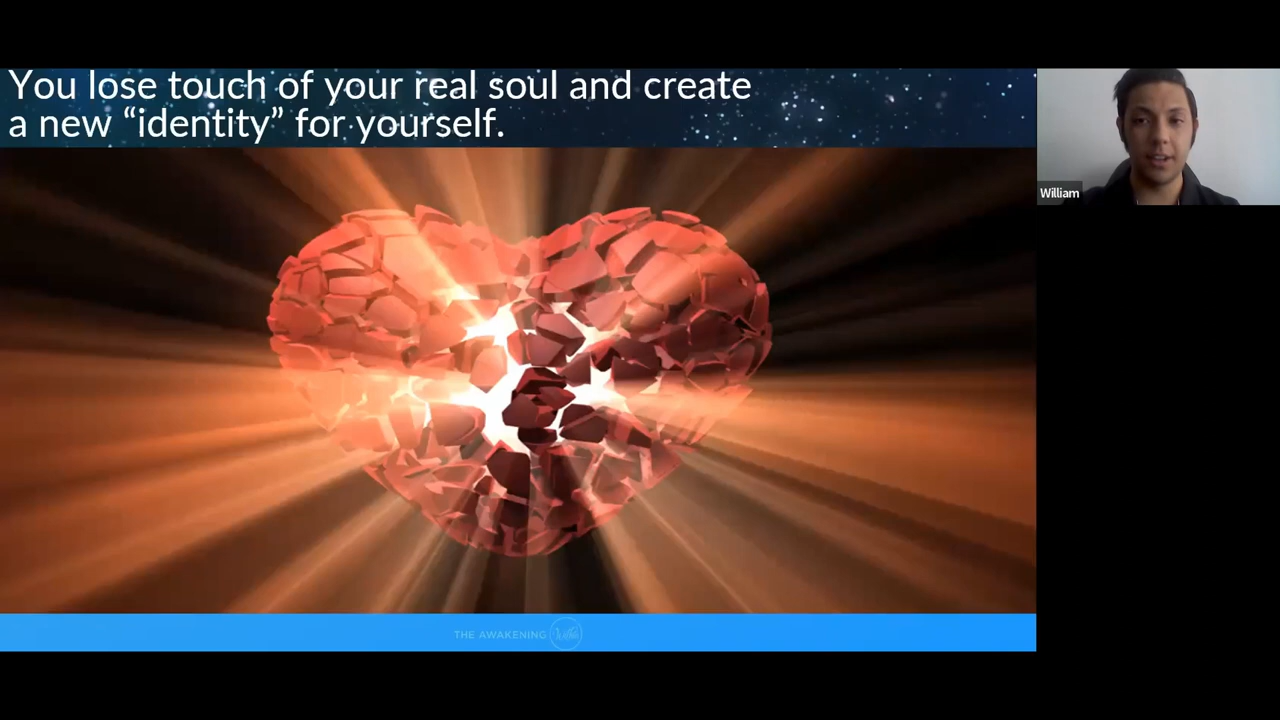 You lose touch of your real soul and create
a new “identity” for yourself.
William
THE AWAKENING